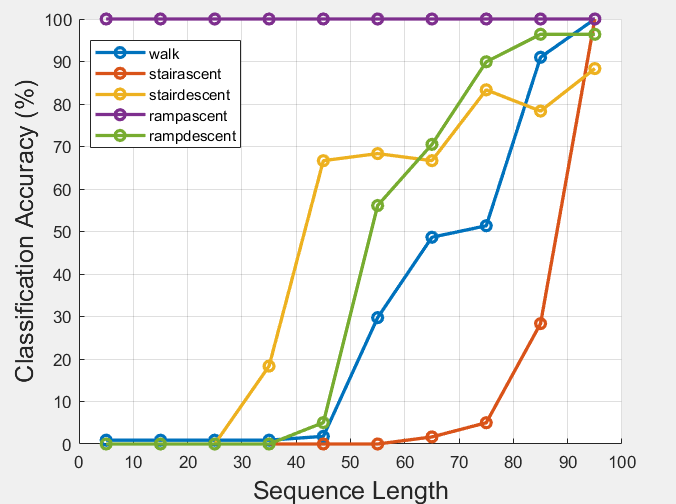 100
90
80
70
60
50
40
30
20
10
0
Classification Accuracy (%)
walk
stairascent
stairdescent
rampascent
rampdescent
0 10 20 30 40 50 60 70 80 90 100
Sequence Length